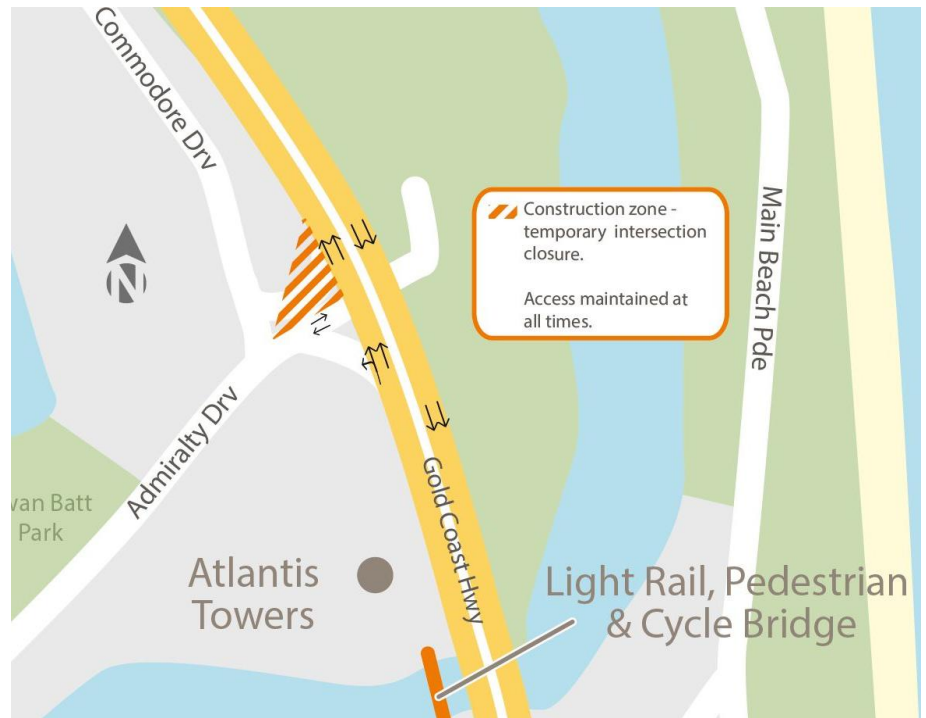 Commodore Drv
Construction zone -
temporary intersection
closure.
Access maintained at
all times.
Main Beach Pde
N
Admiralty Drv
Gold Coast Hwy
van Batt
Park
Atlantis
Towers
Light Rail, Pedestrian
& Cycle Bridge